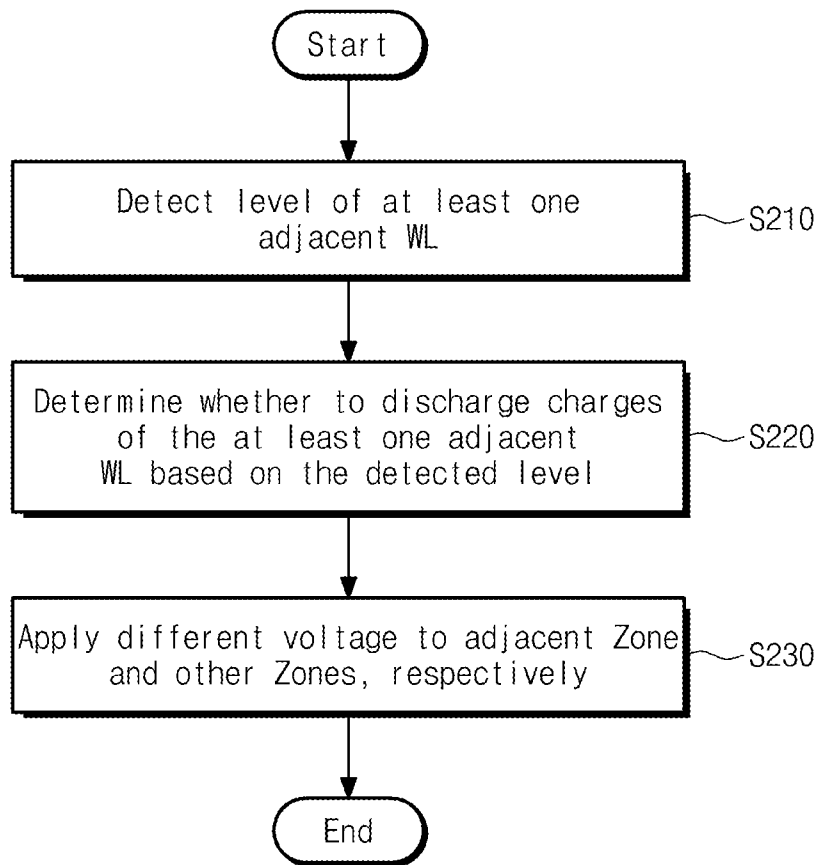 Start
Detect level of at least one
adjacent WL
S210
Determine whether to discharge charges
of the at least one adjacent
WL based on the detected level
S220
Apply different voltage to adjacent Zone
and other Zones, respectively
S230
End